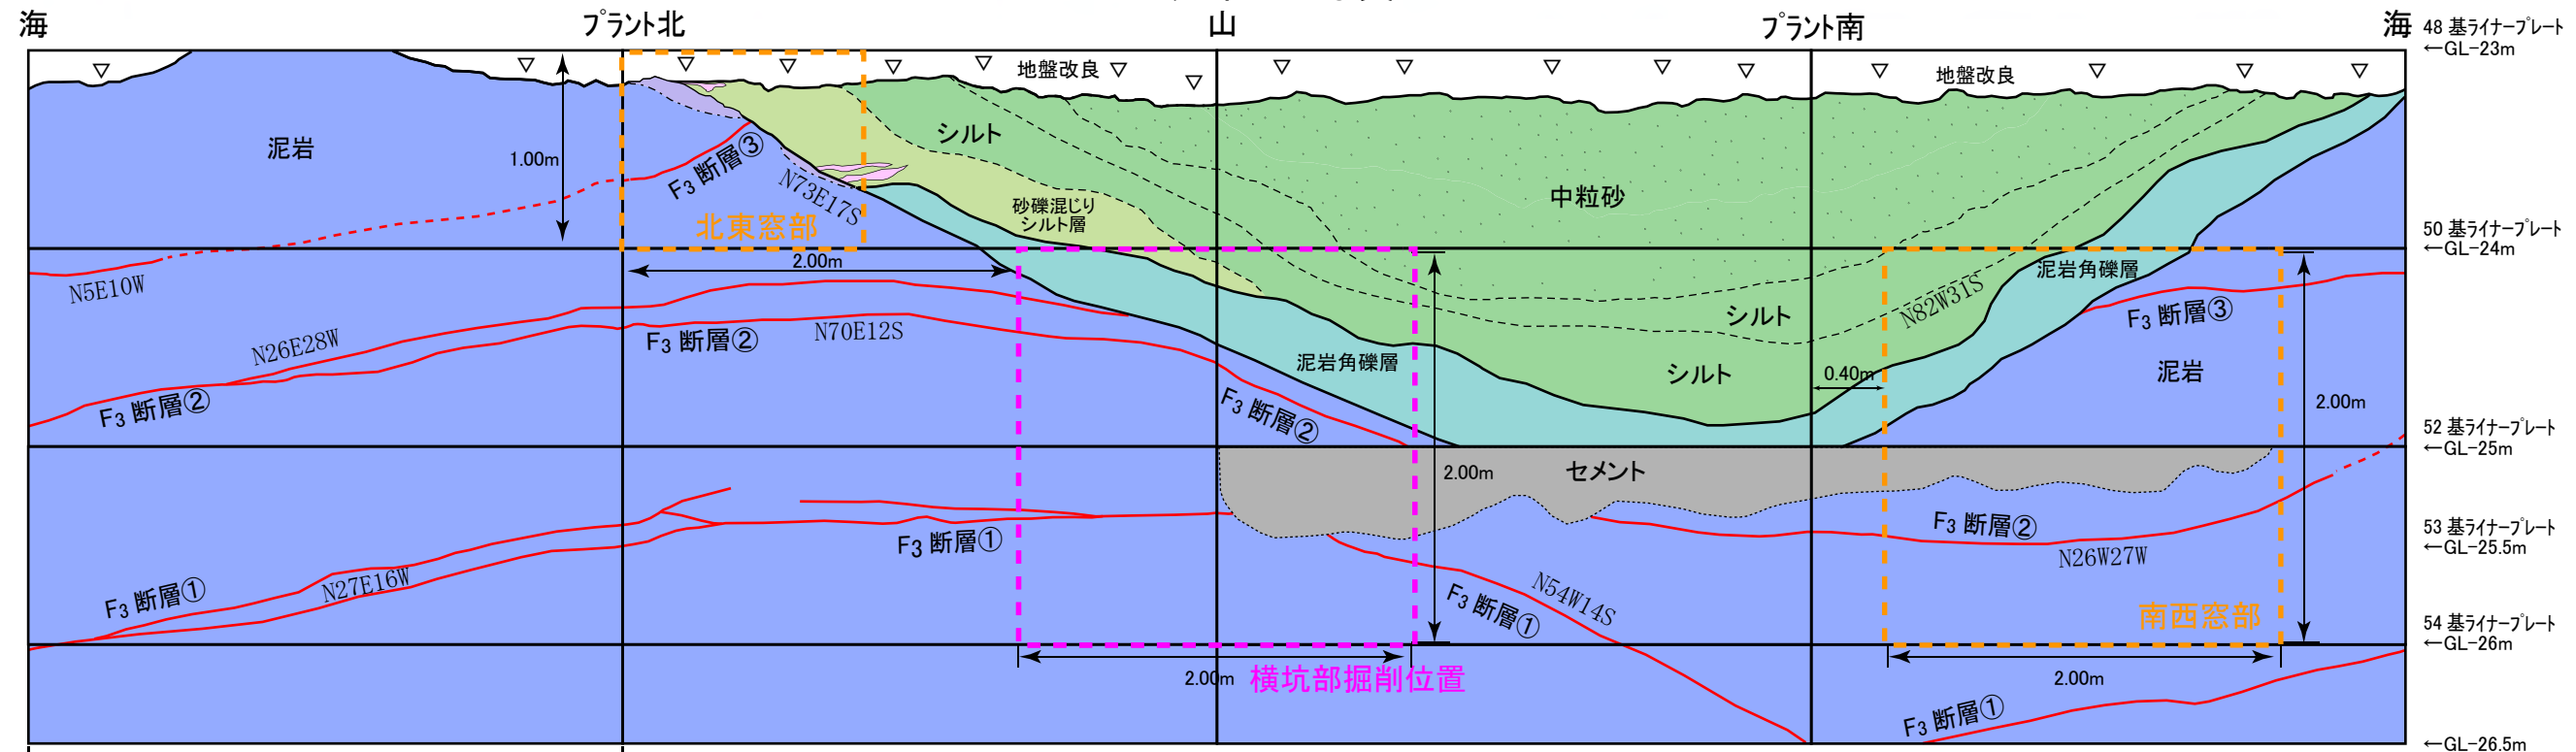 海
プラント北
山
プラント南
海
48 基ライナープレート
←GL-23m
地盤改良
地盤改良
泥岩
1.00m
F3 断層③
N73E17S
北東窓部
シルト
砂礫混じり
シルト層
中粒砂
50 基ライナープレート
←GL-24m
N5E10W
2.00m
泥岩角礫層
N82W31S
シルト
F3 断層③
N26E28W
F3 断層②
N70E12S
泥岩角礫層
シルト
0.40m
泥岩
2.00m
F3 断層②
F3 断層②
52 基ライナープレート
←GL-25m
セメント
2.00m
F3 断層①
F3 断層②
N26W27W
53 基ライナープレート
←GL-25.5m
F3 断層①
N27E16W
F3 断層①
N54W14S
南西窓部
54 基ライナープレート
←GL-26m
2.00m
横坑部掘削位置
2.00m
F3 断層①
←GL-26.5m